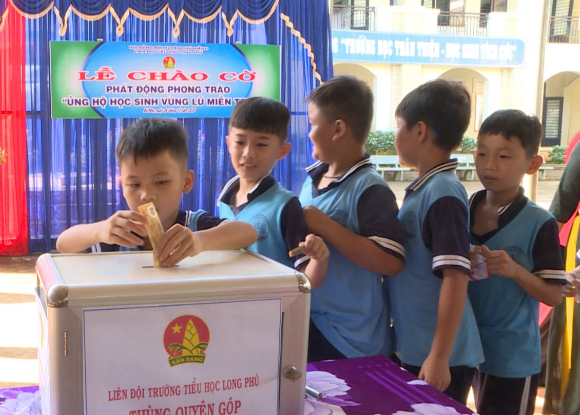 LỄ CHÀO CỜ
PHÁT ĐỘNG PHONG TRÀO
"ỦNG HỘ HỌC SINH VÙNG LŨ MIỀN
"TRƯỜNG HỌC THÂN THIỆN - HỌC SINH TÍCH CỰC"
SẴN SÀNG
LIÊN ĐỘI TRƯỜNG TIỂU HỌC LONG PHÚ
THÙNG QUYÊN GÓP